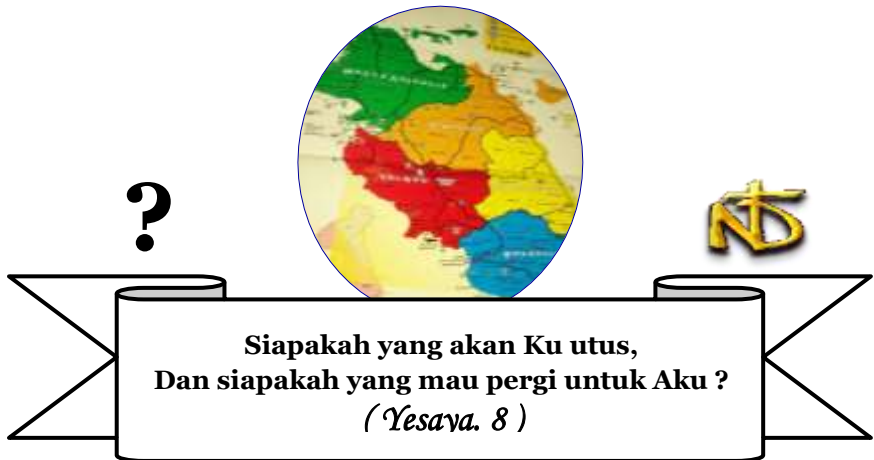 ?
Siapakah yang akan Ku utus,
Dan siapakah yang mau pergi untuk Aku ?
( Yesaya. 8 )